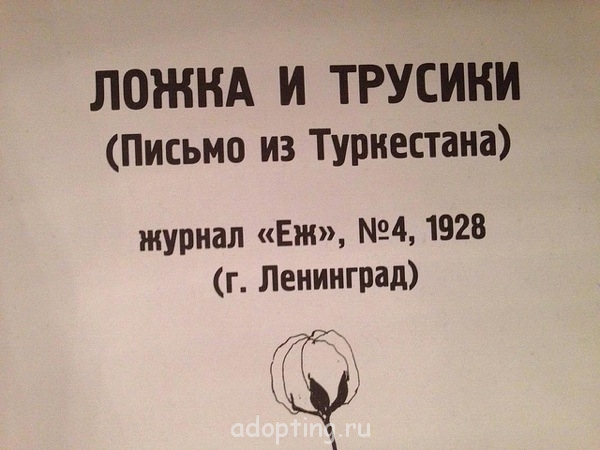 ЛОЖКА И ТРУСИКИ
(Письмо из Туркестана)
журнал «Еж», №4, 1928
(г. Ленинград)
adopting.ru